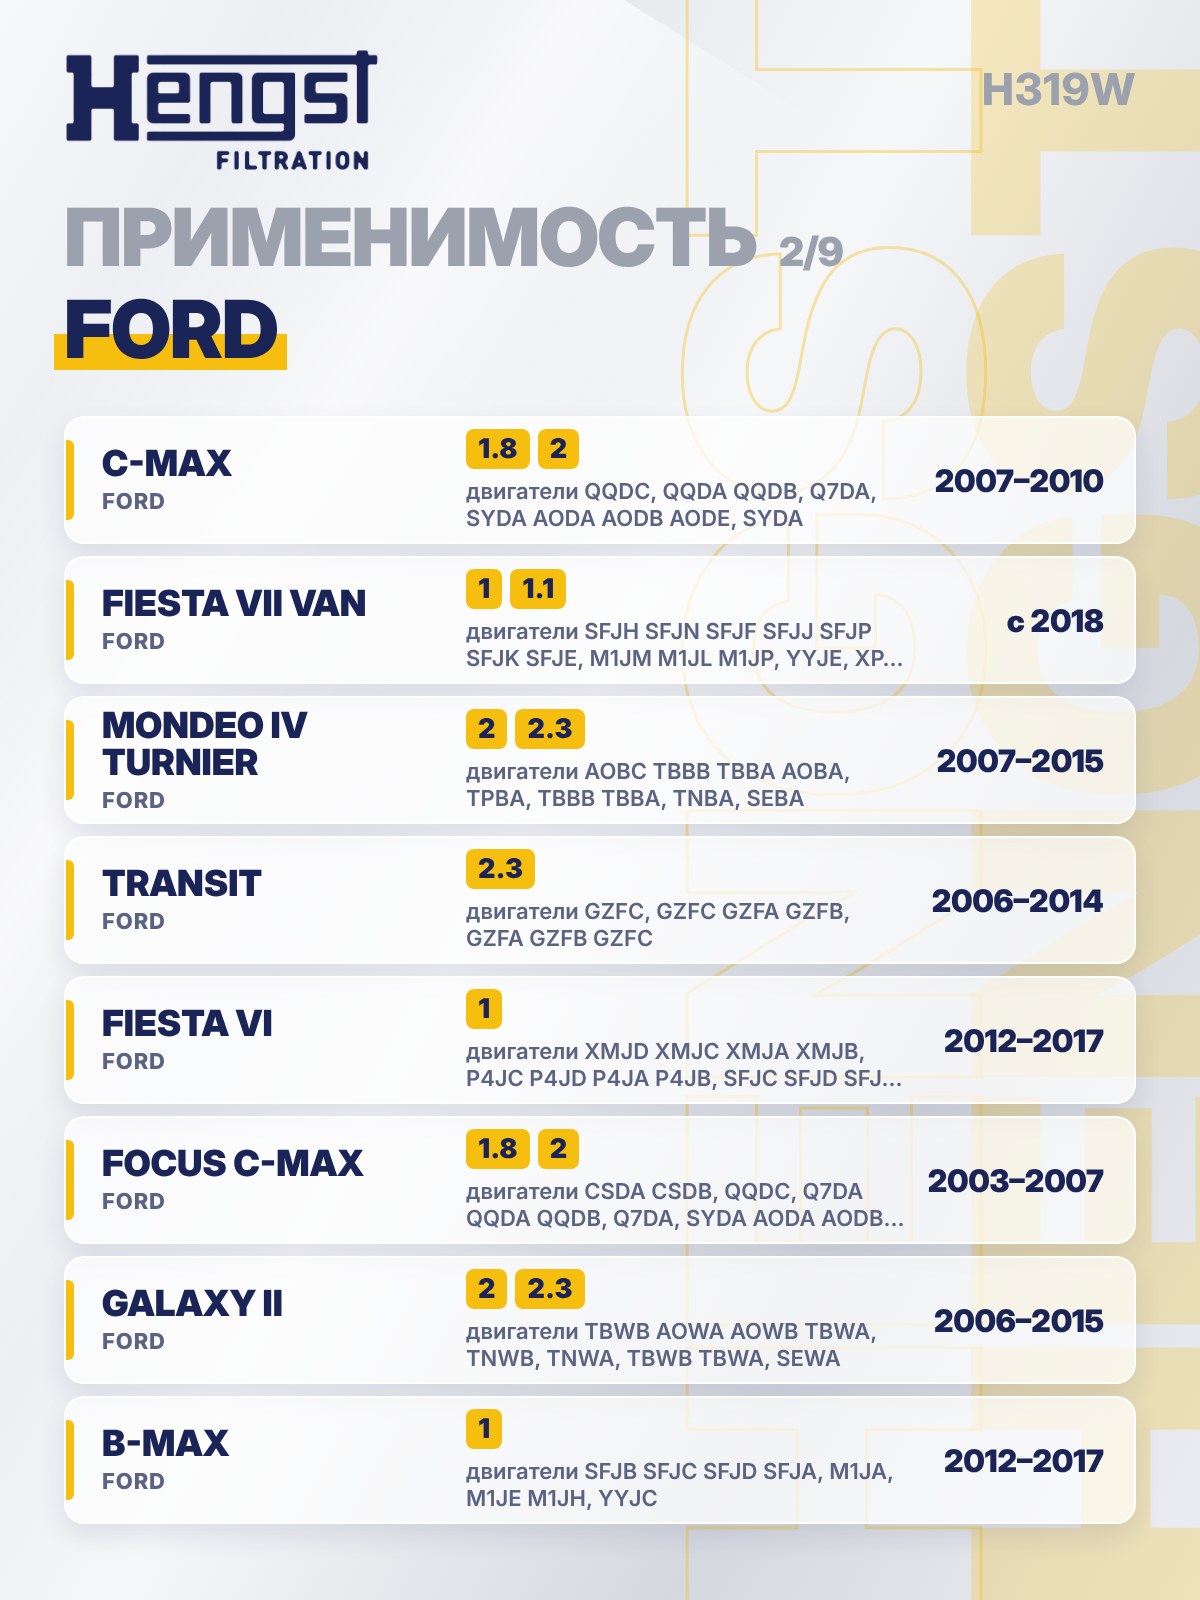 Hengst
FILTRATION
H319W
ПРИМЕНИМОСТЬ 2/9
FORD
C-MAX
FORD
1.8 2
двигатели QQDC, QQDA QQDB, Q7DA,
SYDA AODA AODB AODE, SYDA
2007–2010
FIESTA VII VAN
FORD
1 1.1
двигатели SFJH SFJN SFJF SFJJ SFJP
SFJK SFJE, M1JM M1JL M1JP, YYJE, XP...
с 2018
MONDEO IV
TURNIER
FORD
2 2.3
двигатели AOBC TBBB TBBA AOBA,
TPBA, TBBB TBBA, TNBA, SEBA
2007–2015
TRANSIT
FORD
2.3
двигатели GZFC, GZFC GZFA GZFB,
GZFA GZFB GZFC
2006–2014
FIESTA VI
FORD
1
двигатели XMJD XMJC XMJA XMJB,
P4JC P4JD P4JA P4JB, SFJC SFJD SFJ...
2012–2017
FOCUS C-MAX
FORD
1.8 2
двигатели CSDA CSDB, QQDC, Q7DA
QQDA QQDB, Q7DA, SYDA AODA AODB...
2003–2007
GALAXY II
FORD
2 2.3
двигатели TBWB AOWA AOWB TBWA,
TNWB, TNWA, TBWB TBWA, SEWA
2006–2015
B-MAX
FORD
1
двигатели SFJB SFJC SFJD SFJA, M1JA,
M1JE M1JH, YYJC
2012–2017
HENGST
HENGST